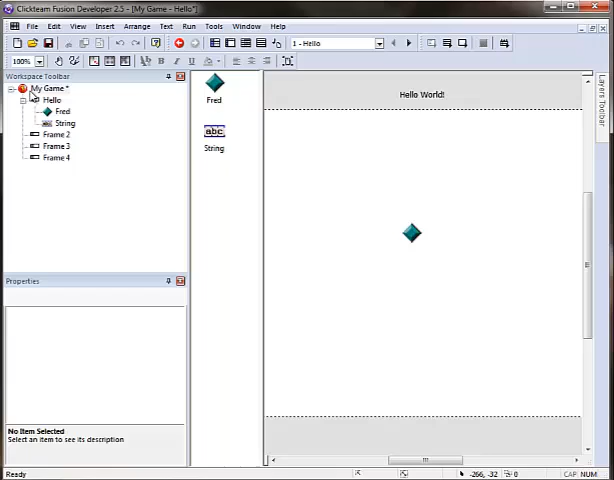 Clickteam Fusion Developer 2.5 - [My Game - Hello*]
File Edit View Insert Arrange Text Run Tools Window Help
1 - Hello
100%
Workspace Toolbar
My Game *
Hello
Fred
String
Frame 2
Frame 3
Frame 4
Properties
No Item Selected
Select an item to see its description
Fred
abc
String
Hello World!
Layers Toolbar
Ready
-266, -32
0
CAP NUM